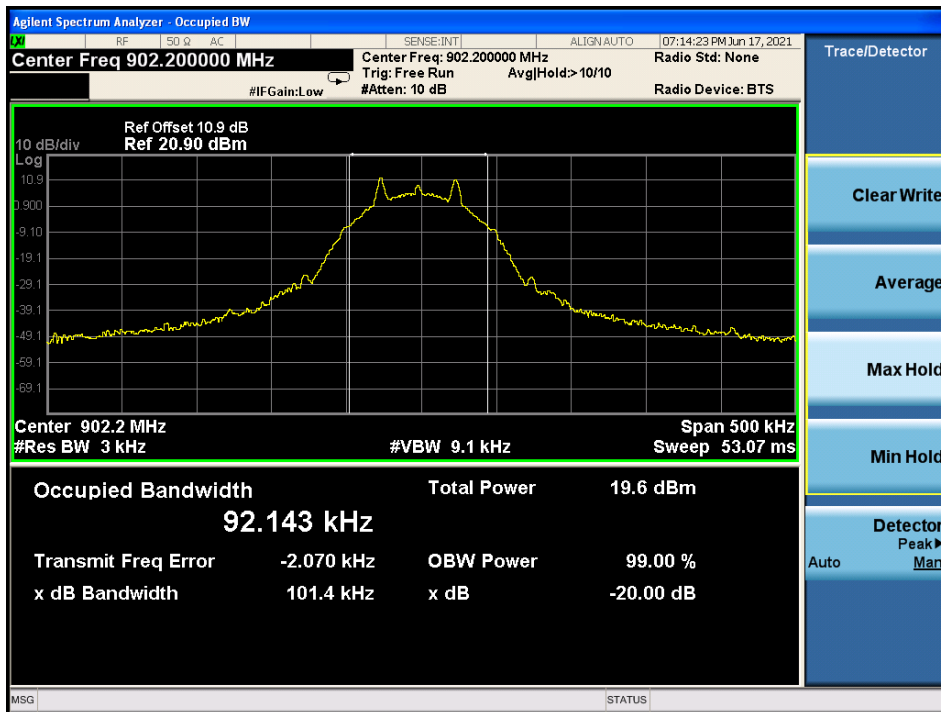 Agilent Spectrum Analyzer - Occupied BW
LXI RF 50 Ω AC SENSE:INT ALIGN AUTO 07:14:23 PM Jun 17, 2021
Center Freq 902.200000 MHz
Center Freq: 902.200000 MHz
Radio Std: None
Trig: Free Run Avg|Hold:> 10/10
#IFGain:Low
#Atten: 10 dB
Radio Device: BTS
Ref Offset 10.9 dB
10 dB/div Ref 20.90 dBm
Log
10.9
0.900
-9.10
-19.1
-29.1
-39.1
-49.1
-59.1
-69.1
Center 902.2 MHz Span 500 kHz
#Res BW 3 kHz #VBW 9.1 kHz Sweep 53.07 ms
Occupied Bandwidth Total Power 19.6 dBm
92.143 kHz
Transmit Freq Error -2.070 kHz OBW Power 99.00 %
x dB Bandwidth 101.4 kHz x dB -20.00 dB
MSG STATUS
Trace/Detector
Clear Write
Average
Max Hold
Min Hold
Detector
Peak▶
Auto Man